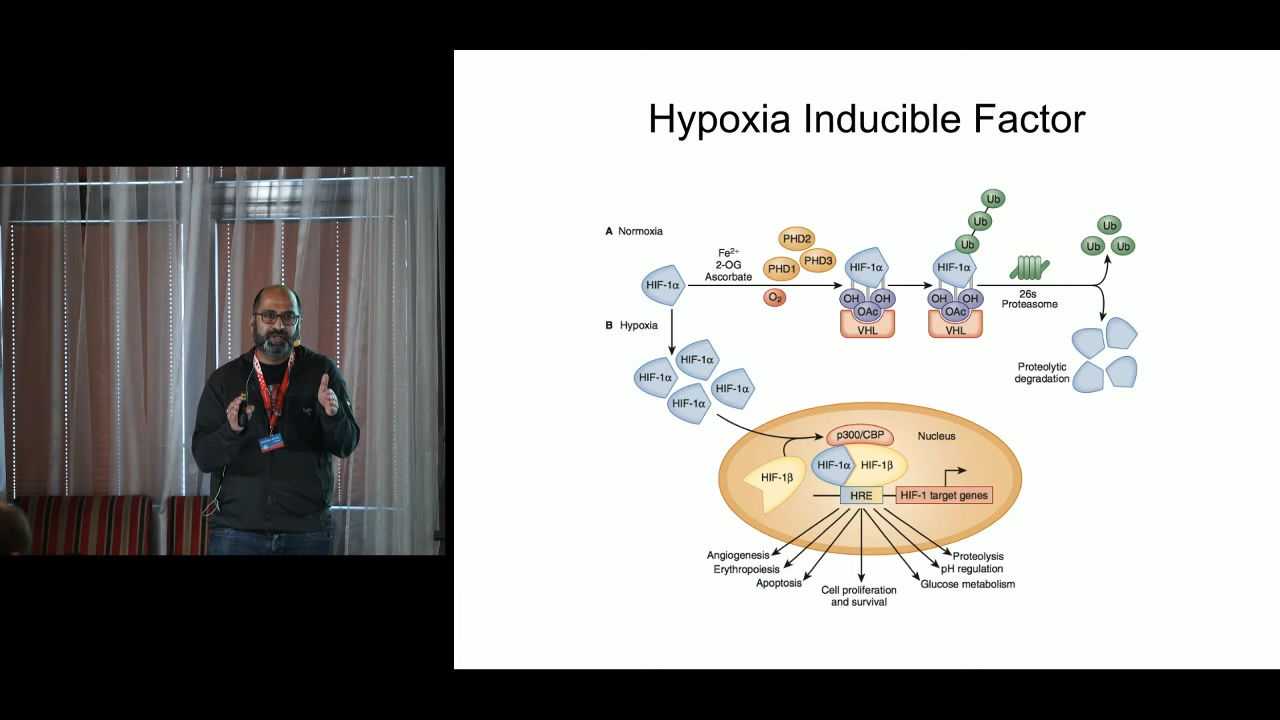 Hypoxia Inducible Factor
A Normoxia
HIF-1α
Fe2+
2-OG
Ascorbate
PHD2
PHD1
PHD3
O2
HIF-1α
OH
OH
OAc
VHL
Ub
Ub
Ub
HIF-1α
OH
OH
OAc
VHL
26s
Proteasome
Ub
Ub
Ub
Proteolytic
degradation
B Hypoxia
HIF-1α
HIF-1α
HIF-1α
HIF-1α
p300/CBP
Nucleus
HIF-1β
HIF-1α
HIF-1β
HRE
HIF-1 target genes
Angiogenesis
Erythropoiesis
Apoptosis
Cell proliferation
and survival
Proteolysis
pH regulation
Glucose metabolism